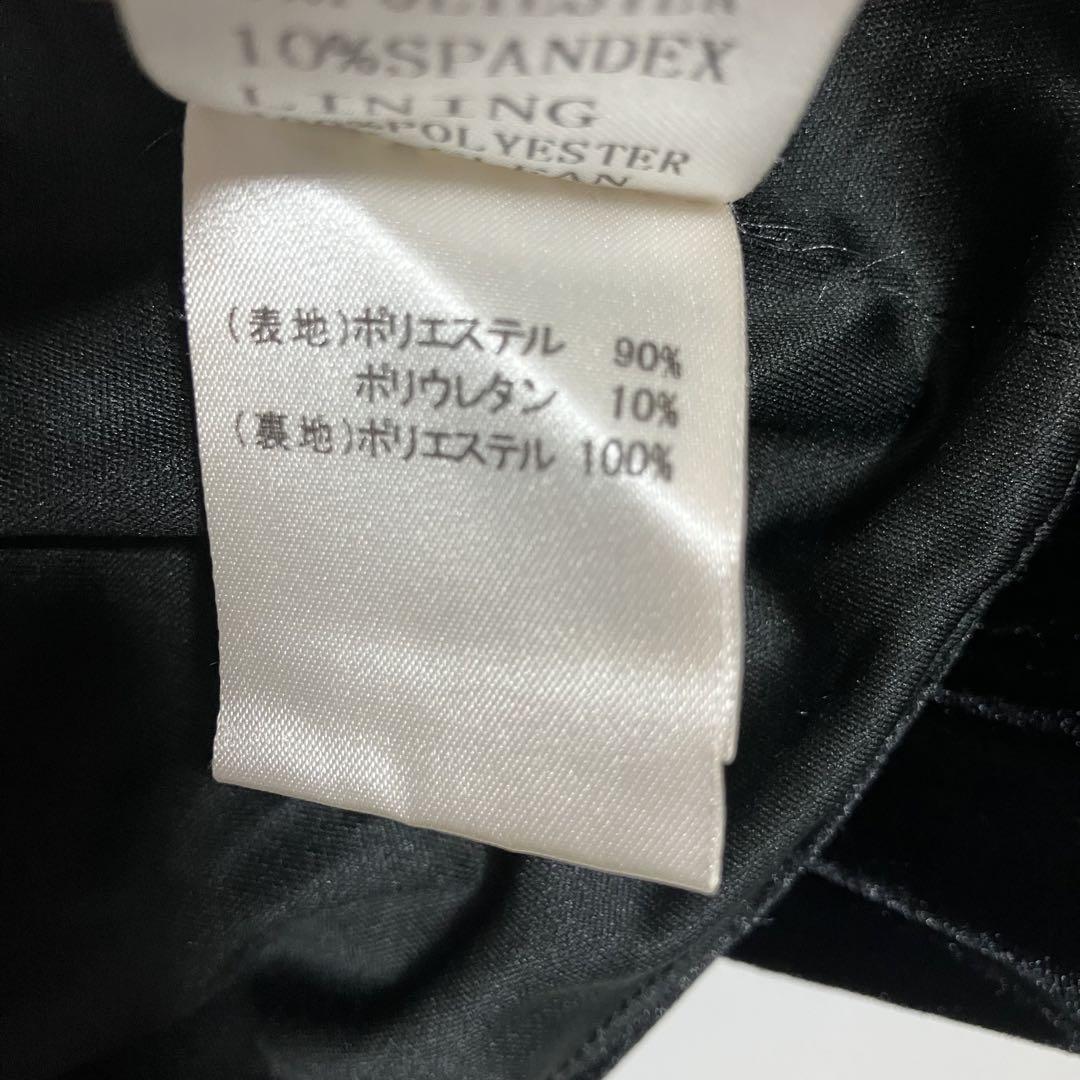 POLYESTER
10%SPANDEX
LINING
POLYESTER
(表地)ポリエステル 90%
ポリウレタン 10%
(裏地)ポリエステル 100%